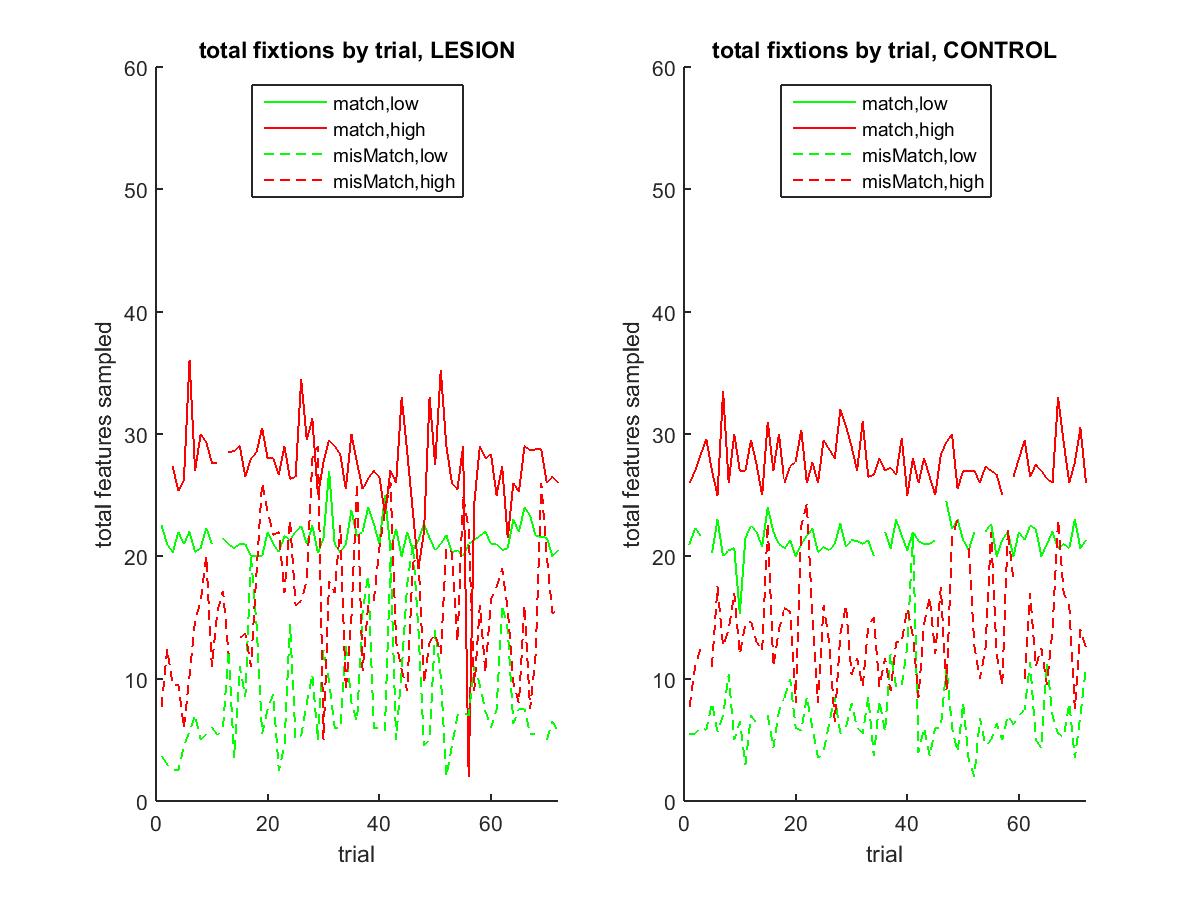 total fixtions by trial, LESION
60
50
40
30
20
10
0
total features sampled
match,low
match,high
misMatch,low
misMatch,high
0 20 40 60
trial
total fixtions by trial, CONTROL
60
50
40
30
20
10
0
total features sampled
match,low
match,high
misMatch,low
misMatch,high
0 20 40 60
trial